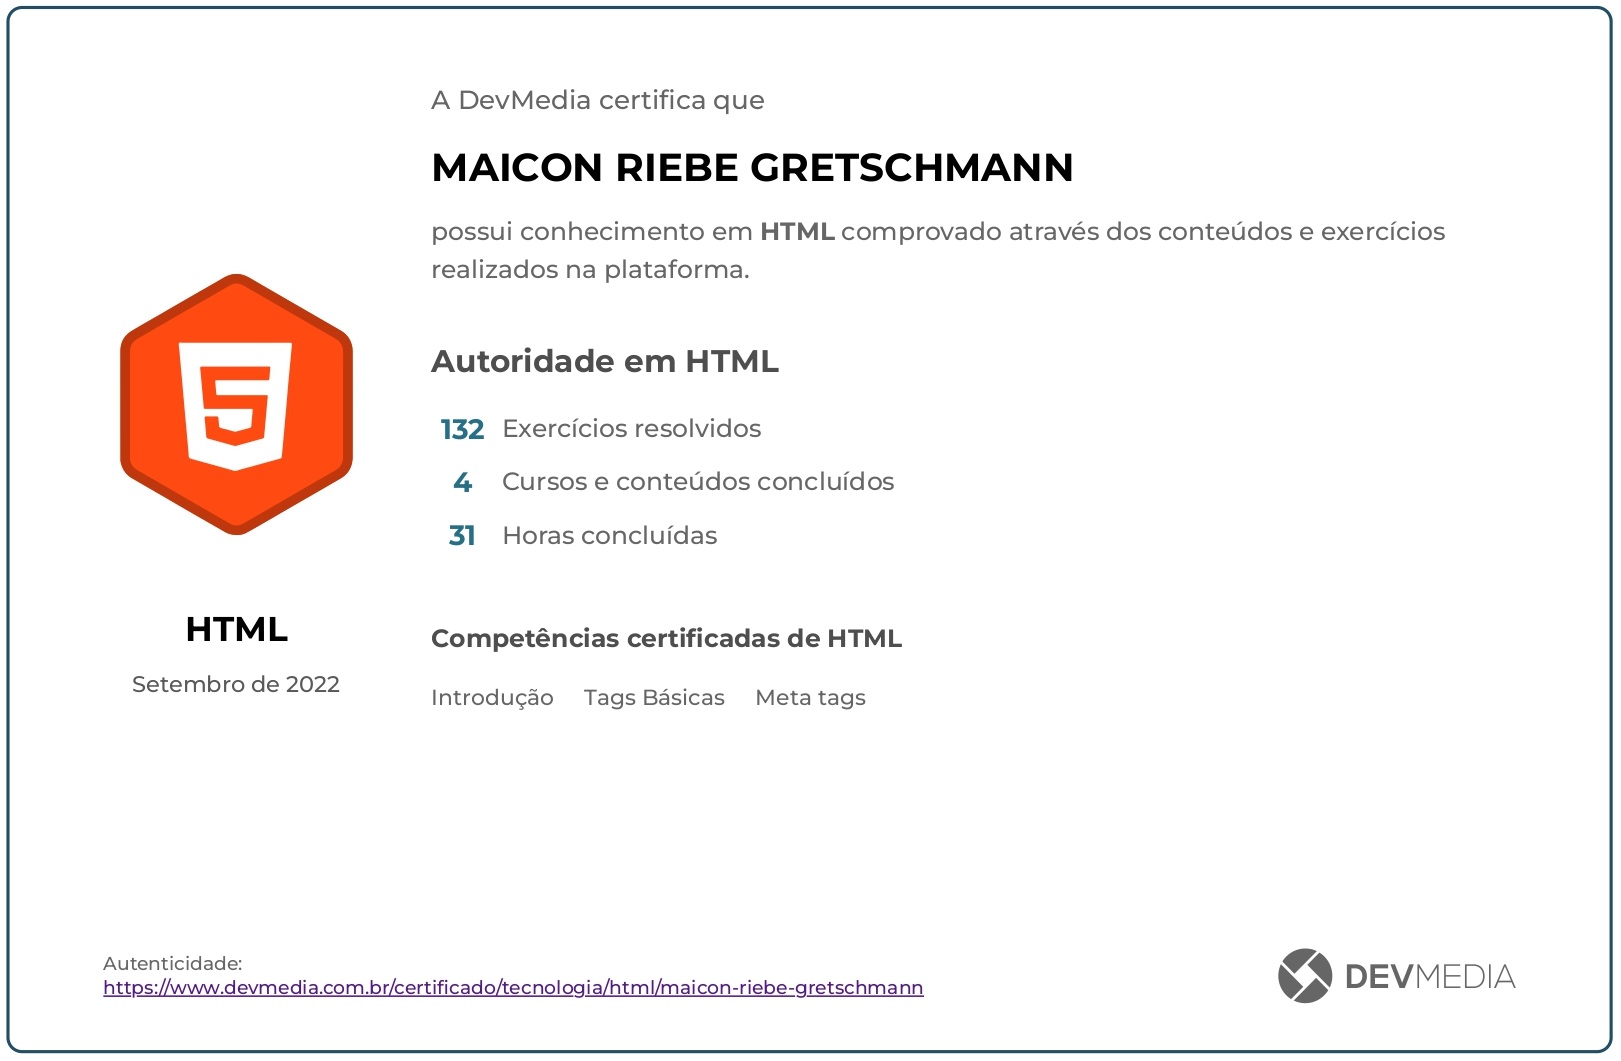 A DevMedia certifica que
MAICON RIEBE GRETSCHMANN
possui conhecimento em HTML comprovado através dos conteúdos e exercícios
realizados na plataforma.
Autoridade em HTML
132 Exercícios resolvidos
4 Cursos e conteúdos concluídos
31 Horas concluídas
5
HTML
Setembro de 2022
Competências certificadas de HTML
Introdução Tags Básicas Meta tags
Autenticidade:
https://www.devmedia.com.br/certificado/tecnologia/html/maicon-riebe-gretschmann
DEVMEDIA